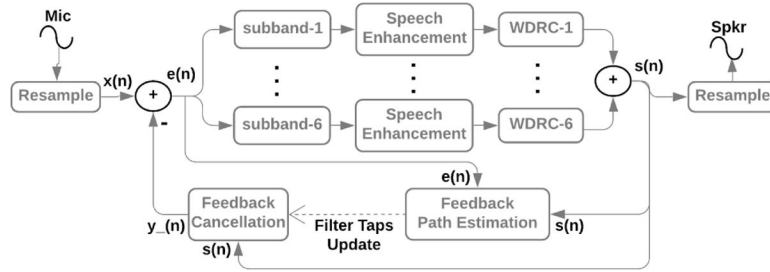 Mic
Resample
x(n)
+
-
e(n)
subband-1
Speech
Enhancement
WDRC-1
subband-6
Speech
Enhancement
WDRC-6
+
s(n)
Spkr
Resample
e(n)
Feedback
Cancellation
y_(n)
s(n)
Filter Taps
Update
Feedback
Path Estimation
s(n)